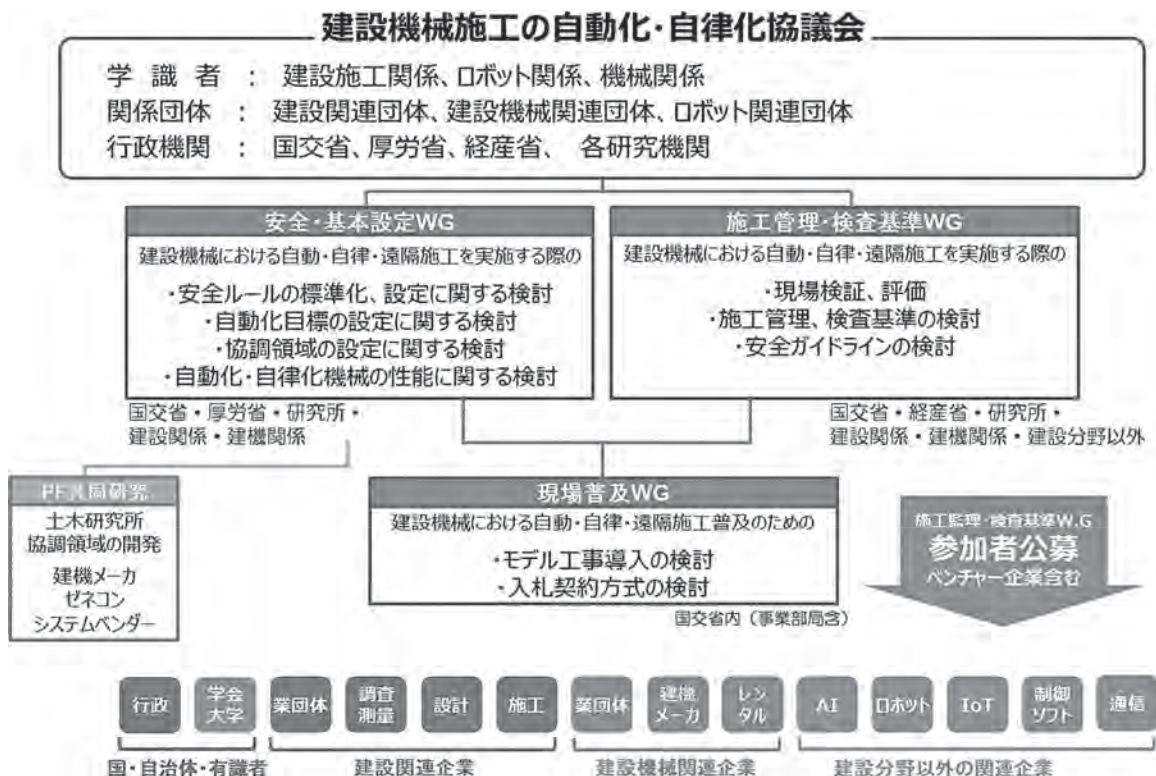 建設機械施工の自動化・自律化協議会
学 識 者 ： 建設施工関係、ロボット関係、機械関係
関係団体 ： 建設関連団体、建設機械関連団体、ロボット関連団体
行政機関 ： 国交省、厚労省、経産省、 各研究機関
安全・基本設定WG
建設機械における自動・自律・遠隔施工を実施する際の
・安全ルールの標準化、設定に関する検討
・自動化目標の設定に関する検討
・協調領域の設定に関する検討
・自動化・自律化機械の性能に関する検討
国交省・厚労省・研究所・
建設関係・建機関係
施工管理・検査基準WG
建設機械における自動・自律・遠隔施工を実施する際の
・現場検証、評価
・施工管理、検査基準の検討
・安全ガイドラインの検討
国交省・経産省・研究所・
建設関係・建機関係・建設分野以外
PF共同研究
土木研究所
協調領域の開発
建機メーカ
ゼネコン
システムベンダー
現場普及WG
建設機械における自動・自律・遠隔施工普及のための
・モデル工事導入の検討
・入札契約方式の検討
国交省内（事業部局含）
施工監理・検査基準W.G
参加者公募
ベンチャー企業含む
行政
学会
大学
業団体
調査
測量
設計
施工
業団体
建機
メーカ
レン
タル
AI
ロボット
IoT
制御
ソフト
通信
国・自治体・有識者
建設関連企業
建設機械関連企業
建設分野以外の関連企業